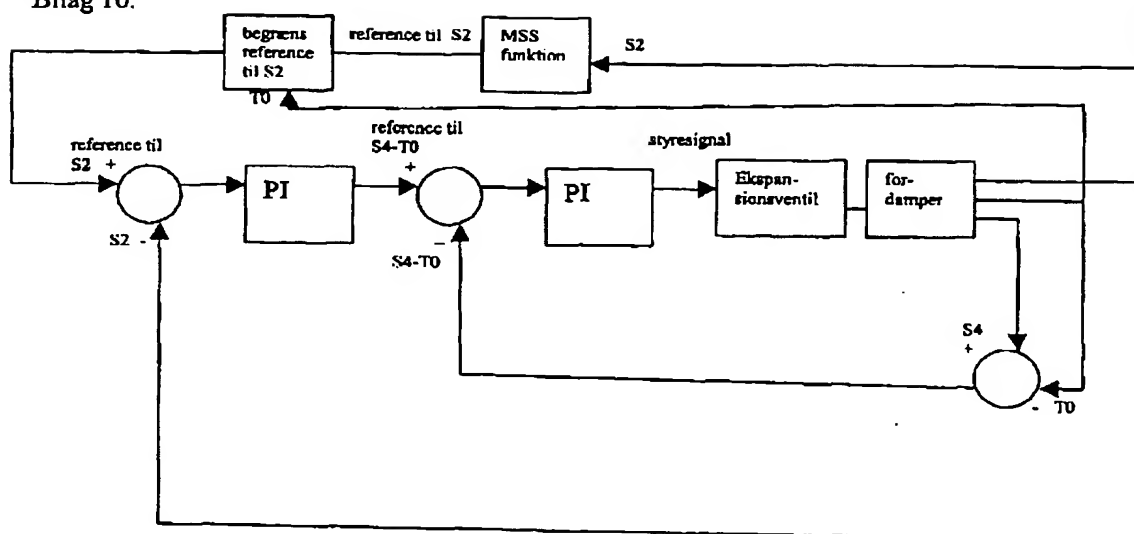 Bilag 10.
begræns
reference
til S2
T0
reference til S2
MSS
funktion
S2
reference til
S2 +
S2 -
PI
reference til
S4-T0
+
-
S4-T0
PI
styresignal
Ekspan-
sionsventil
for-
damper
S4
+
- T0